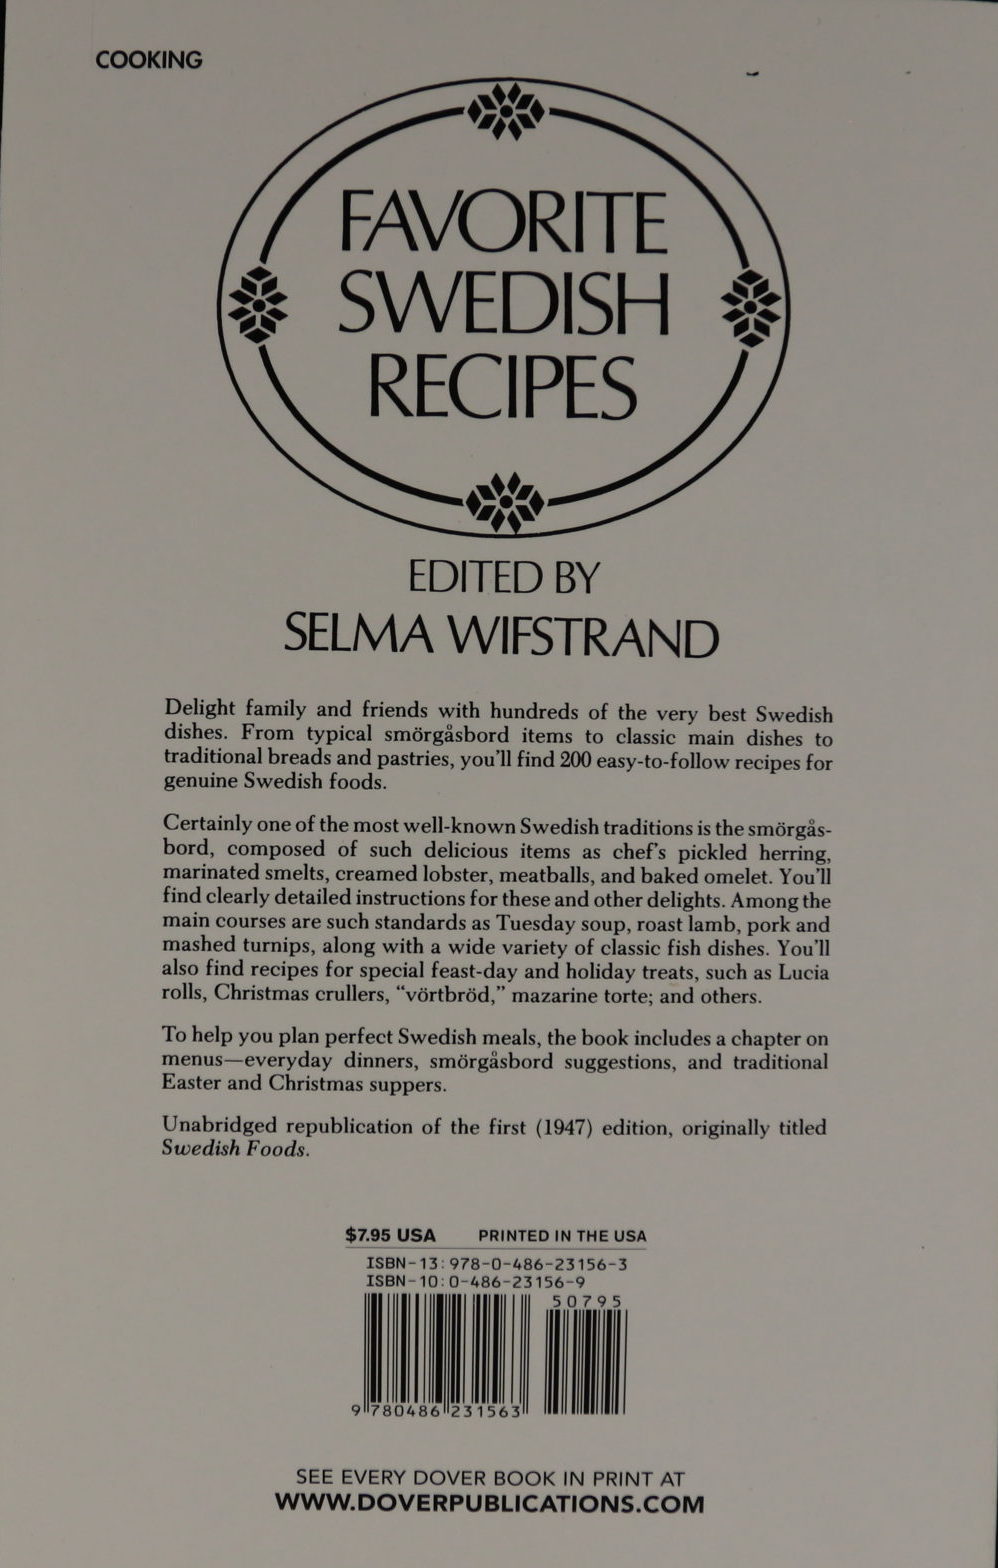 COOKING
FAVORITE
SWEDISH
RECIPES
EDITED BY
SELMA WIFSTRAND
Delight family and friends with hundreds of the very best Swedish
dishes. From typical smörgåsbord items to classic main dishes to
traditional breads and pastries, you'll find 200 easy-to-follow recipes for
genuine Swedish foods.
Certainly one of the most well-known Swedish traditions is the smörgås-
bord, composed of such delicious items as chef's pickled herring,
marinated smelts, creamed lobster, meatballs, and baked omelet. You'll
find clearly detailed instructions for these and other delights. Among the
main courses are such standards as Tuesday soup, roast lamb, pork and
mashed turnips, along with a wide variety of classic fish dishes. You'll
also find recipes for special feast-day and holiday treats, such as Lucia
rolls, Christmas crullers, “vörtbröd,” mazarine torte; and others.
To help you plan perfect Swedish meals, the book includes a chapter on
menus—everyday dinners, smörgåsbord suggestions, and traditional
Easter and Christmas suppers.
Unabridged republication of the first (1947) edition, originally titled
Swedish Foods.
$7.95 USA PRINTED IN THE USA
ISBN-13: 978-0-486-23156-3
ISBN-10: 0-486-23156-9
50795
9 780486 231563
SEE EVERY DOVER BOOK IN PRINT AT
WWW.DOVERPUBLICATIONS.COM